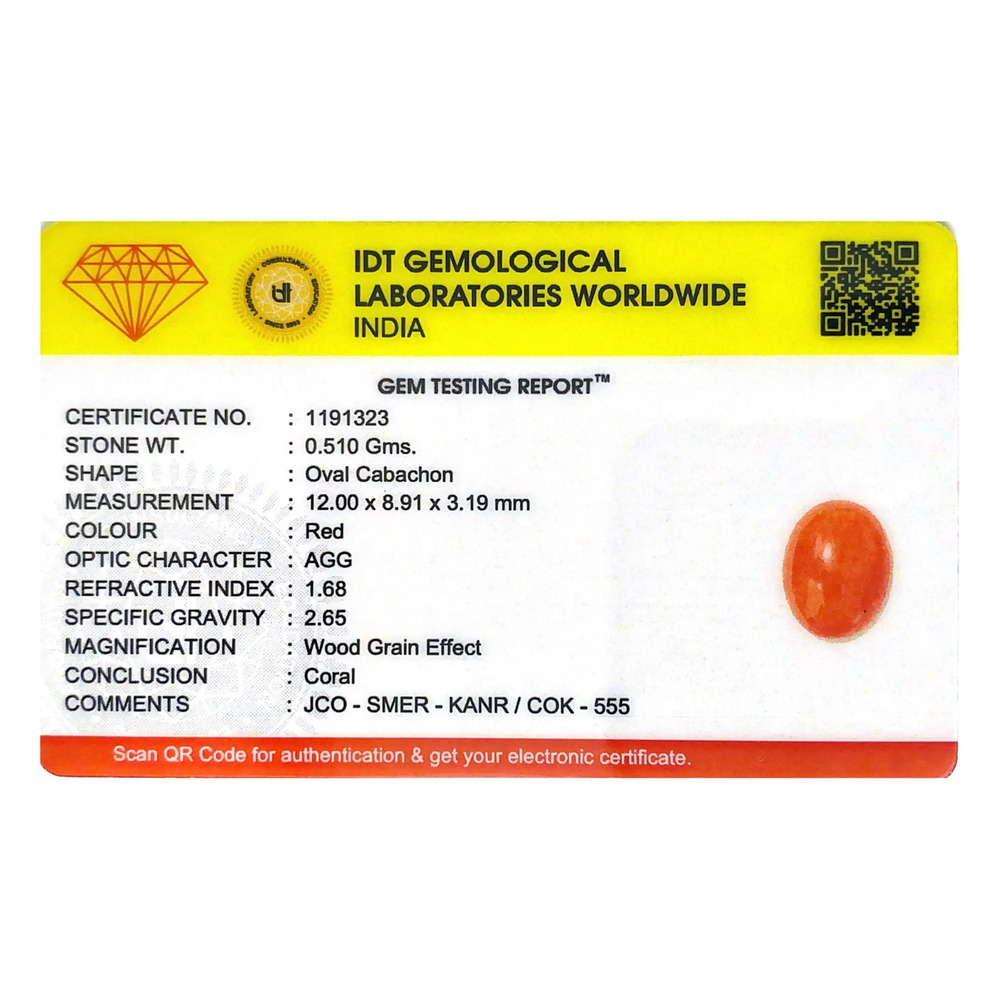 IDT GEMOLOGICAL
LABORATORIES WORLDWIDE
INDIA
GEM TESTING REPORT™
CERTIFICATE NO. : 1191323
STONE WT. : 0.510 Gms.
SHAPE : Oval Cabachon
MEASUREMENT : 12.00 x 8.91 x 3.19 mm
COLOUR : Red
OPTIC CHARACTER : AGG
REFRACTIVE INDEX : 1.68
SPECIFIC GRAVITY : 2.65
MAGNIFICATION : Wood Grain Effect
CONCLUSION : Coral
COMMENTS : JCO - SMER - KANR / COK - 555
Scan QR Code for authentication & get your electronic certificate.